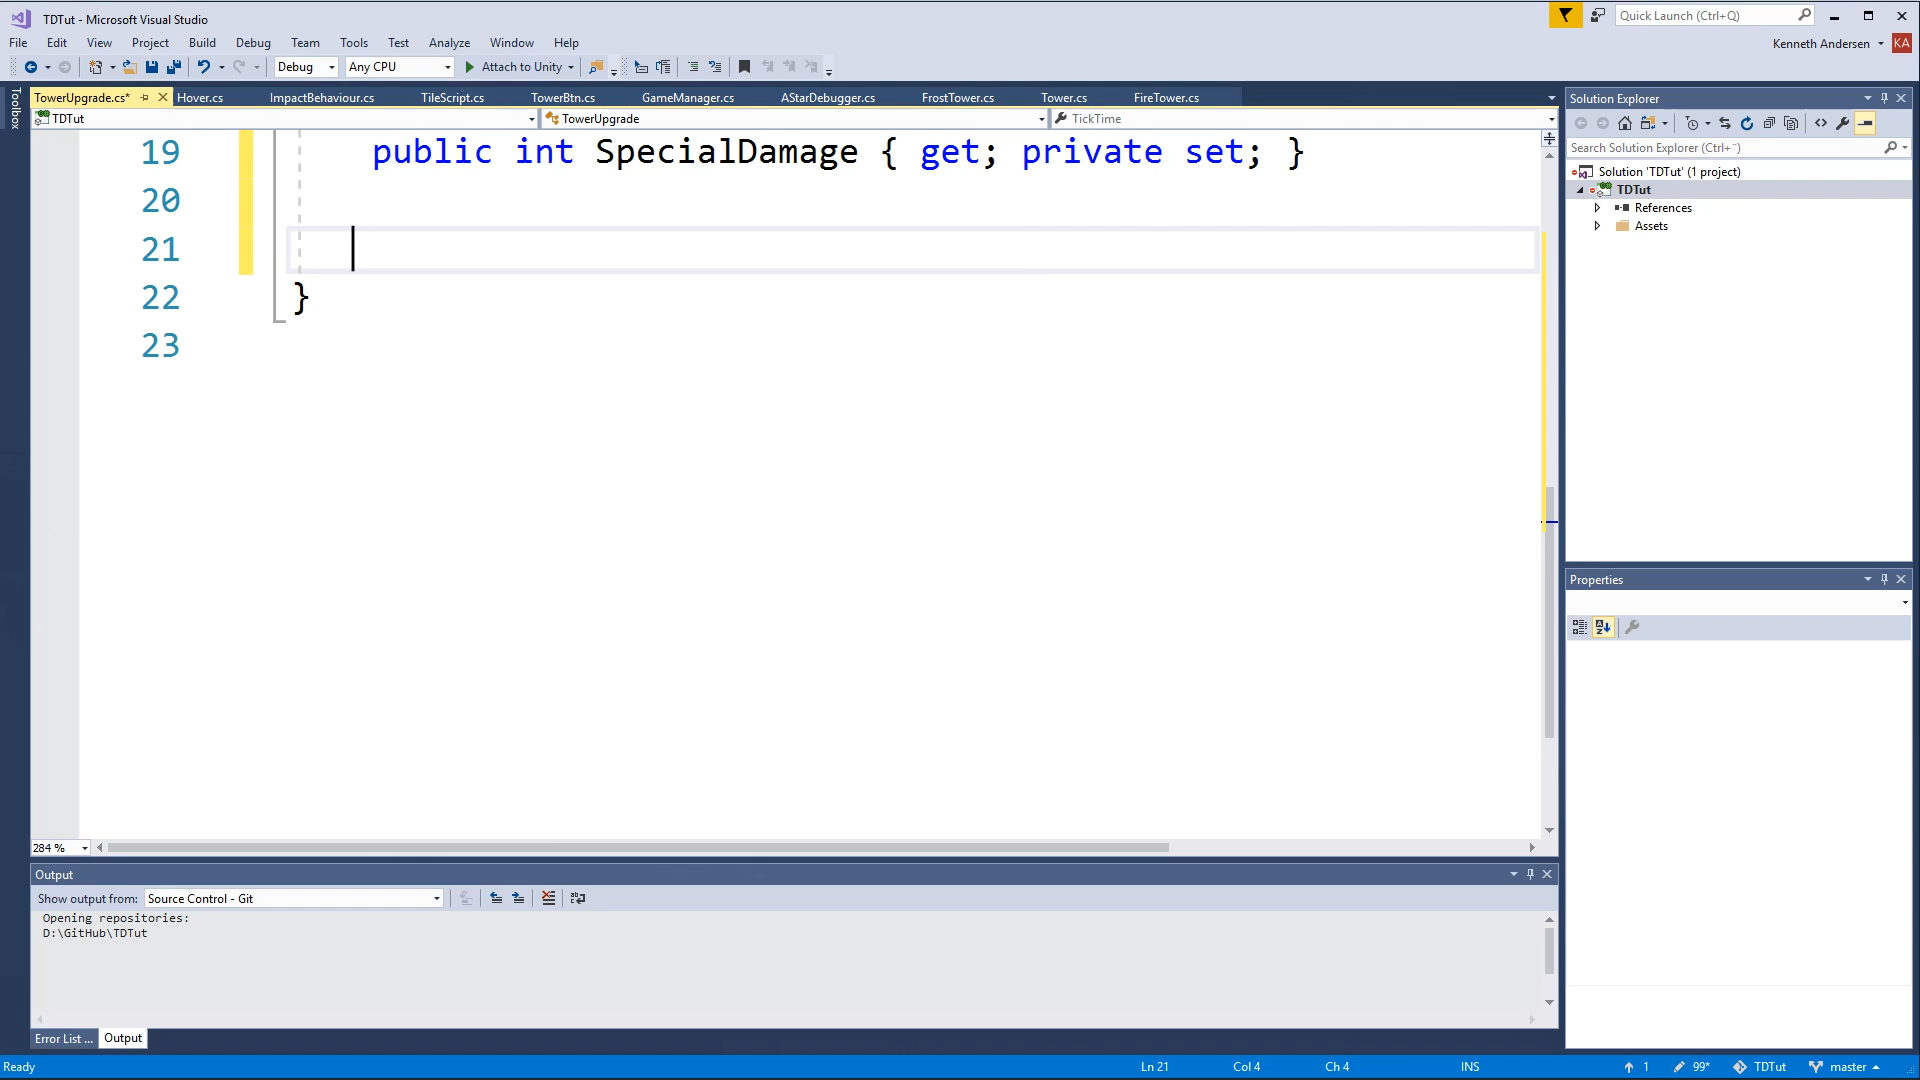 TDTut - Microsoft Visual Studio
Quick Launch (Ctrl+Q)
File Edit View Project Build Debug Team Tools Test Analyze Window Help
Kenneth Andersen KA
Debug Any CPU Attach to Unity
Toolbox
TowerUpgrade.cs* Hover.cs ImpactBehaviour.cs TileScript.cs TowerBtn.cs GameManager.cs AStarDebugger.cs FrostTower.cs Tower.cs FireTower.cs
TDTut TowerUpgrade TickTime
19 public int SpecialDamage { get; private set; }
20
21
22 }
23
284 %
Solution Explorer
Search Solution Explorer (Ctrl+¨)
Solution 'TDTut' (1 project)
TDTut
References
Assets
Properties
Output
Show output from: Source Control - Git
Opening repositories:
D:\GitHub\TDTut
Error List ... Output
Ready Ln 21 Col 4 Ch 4 INS 1 99* TDTut master